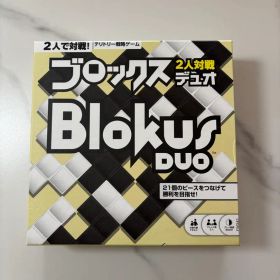 2人で対戦! テリトリー戦略ゲーム
ブロックス
2人対戦
デュオ
Blokus
DUO™
21個のピースをつなげて
勝利を目指せ!